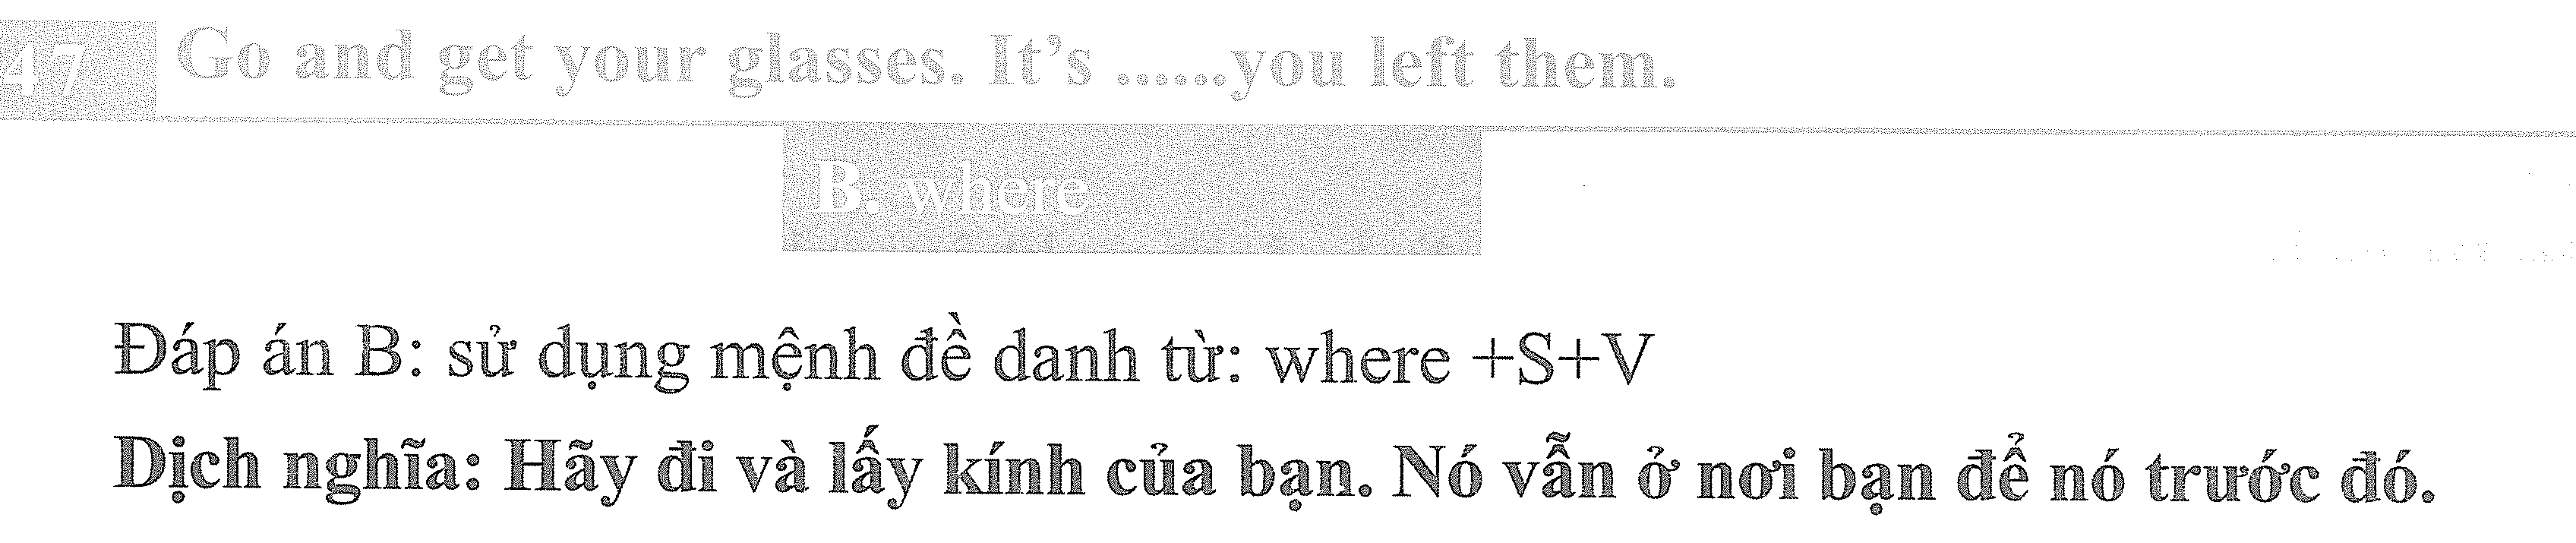 47 Go and get your glasses. It’s ......you left them.
B. where
Đáp án B: sử dụng mệnh đề danh từ: where +S+V
Dịch nghĩa: Hãy đi và lấy kính của bạn. Nó vẫn ở nơi bạn để nó trước đó.